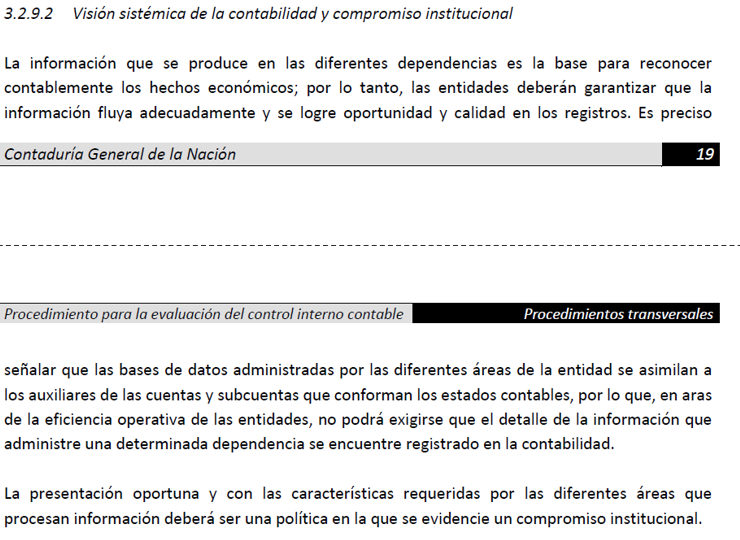 3.2.9.2 Visión sistémica de la contabilidad y compromiso institucional
La información que se produce en las diferentes dependencias es la base para reconocer
contablemente los hechos económicos; por lo tanto, las entidades deberán garantizar que la
información fluya adecuadamente y se logre oportunidad y calidad en los registros. Es preciso
Contaduría General de la Nación 19
Procedimiento para la evaluación del control interno contable Procedimientos transversales
señalar que las bases de datos administradas por las diferentes áreas de la entidad se asimilan a
los auxiliares de las cuentas y subcuentas que conforman los estados contables, por lo que, en aras
de la eficiencia operativa de las entidades, no podrá exigirse que el detalle de la información que
administre una determinada dependencia se encuentre registrado en la contabilidad.
La presentación oportuna y con las características requeridas por las diferentes áreas que
procesan información deberá ser una política en la que se evidencie un compromiso institucional.